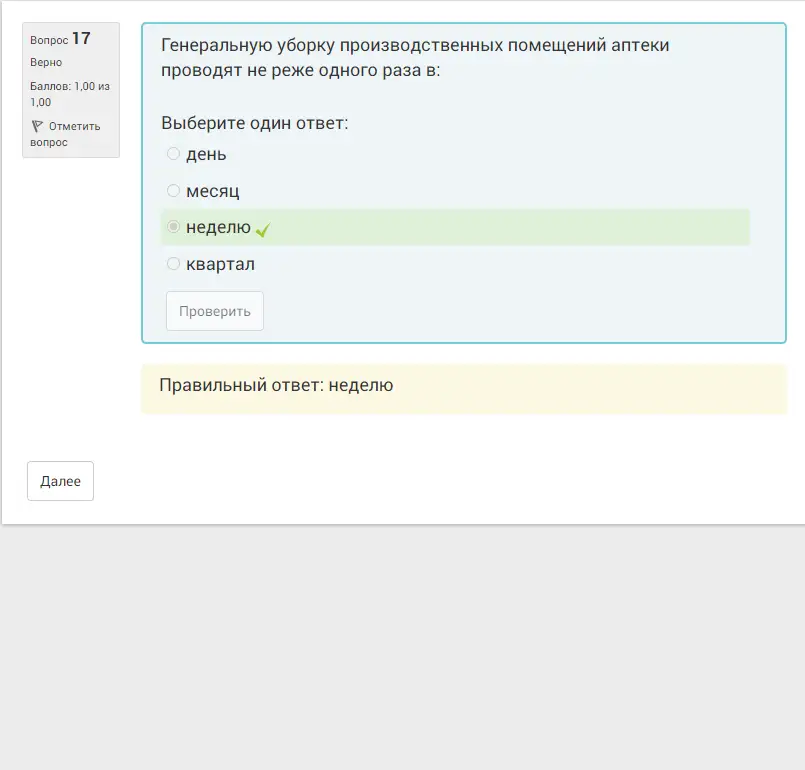 Вопрос 17
Верно
Баллов: 1,00 из
1,00
Отметить
вопрос
Генеральную уборку производственных помещений аптеки
проводят не реже одного раза в:
Выберите один ответ:
день
месяц
неделю
квартал
Проверить
Правильный ответ: неделю
Далее